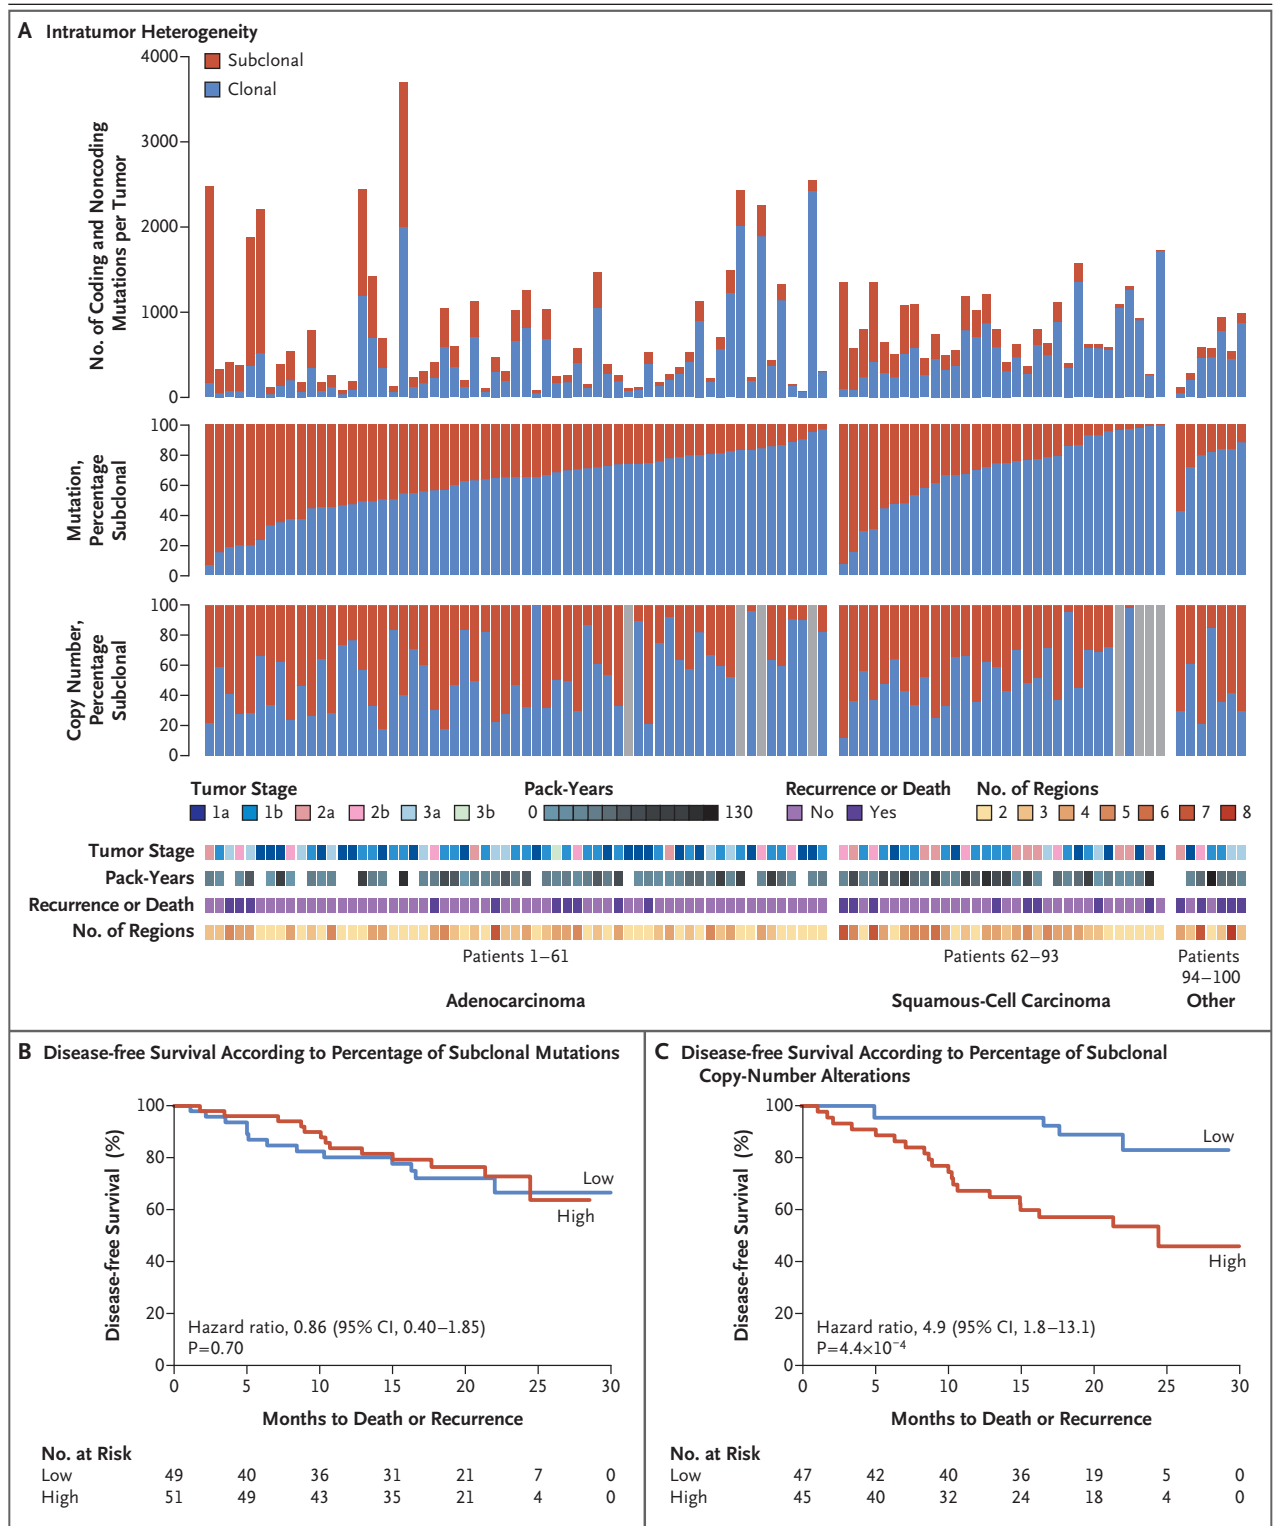 A Intratumor Heterogeneity
4000
3000
2000
1000
0
No. of Coding and Noncoding
Mutations per Tumor
Subclonal
Clonal
100
80
60
40
20
0
Mutation,
Percentage
Subclonal
100
80
60
40
20
0
Copy Number,
Percentage
Subclonal
Tumor Stage
1a 1b 2a 2b 3a 3b
Pack-Years
0 130
Recurrence or Death
No Yes
No. of Regions
2 3 4 5 6 7 8
Tumor Stage
Pack-Years
Recurrence or Death
No. of Regions
Patients 1–61
Adenocarcinoma
Patients 62–93
Squamous-Cell Carcinoma
Patients
94–100
Other
B Disease-free Survival According to Percentage of Subclonal Mutations
100
80
60
40
20
0
Disease-free Survival (%)
Low
High
Hazard ratio, 0.86 (95% CI, 0.40–1.85)
P=0.70
0 5 10 15 20 25 30
Months to Death or Recurrence
No. at Risk
Low 49 40 36 31 21 7 0
High 51 49 43 35 21 4 0
C Disease-free Survival According to Percentage of Subclonal
Copy-Number Alterations
100
80
60
40
20
0
Disease-free Survival (%)
Low
High
Hazard ratio, 4.9 (95% CI, 1.8–13.1)
P=4.4×10⁻⁴
0 5 10 15 20 25 30
Months to Death or Recurrence
No. at Risk
Low 47 42 40 36 19 5 0
High 45 40 32 24 18 4 0